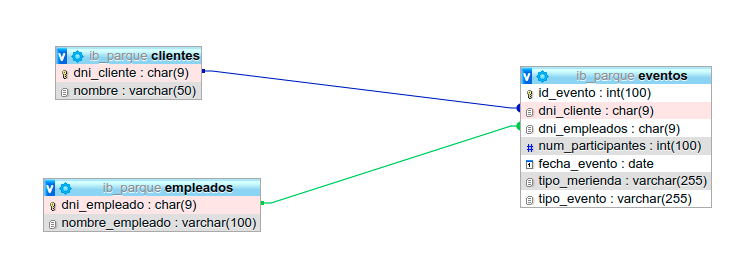 ib_parque clientes
dni_cliente : char(9)
nombre : varchar(50)
ib_parque eventos
id_evento : int(100)
dni_cliente : char(9)
dni_empleados : char(9)
num_participantes : int(100)
fecha_evento : date
tipo_merienda : varchar(255)
tipo_evento : varchar(255)
ib_parque empleados
dni_empleado : char(9)
nombre_empleado : varchar(100)